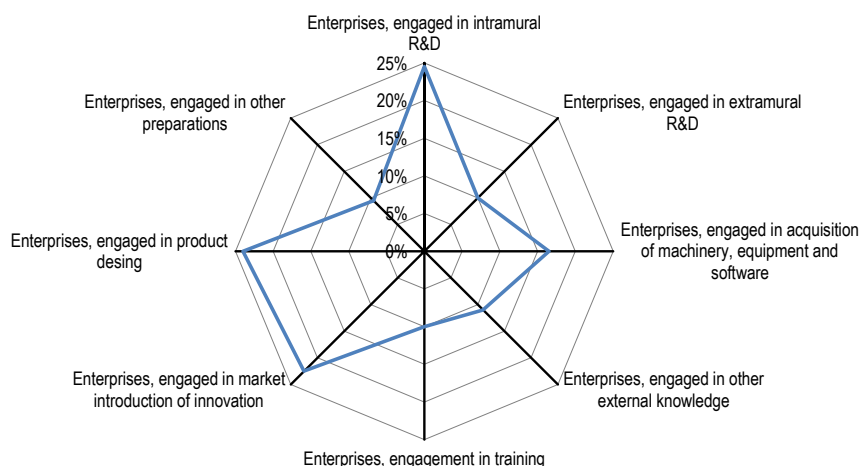 Enterprises, engaged in intramural
R&D
25%
Enterprises, engaged in other
preparations
20%
Enterprises, engaged in extramural
R&D
15%
10%
5%
Enterprises, engaged in product
desing
0%
Enterprises, engaged in acquisition
of machinery, equipment and
software
Enterprises, engaged in market
introduction of innovation
Enterprises, engaged in other
external knowledge
Enterprises, engagement in training